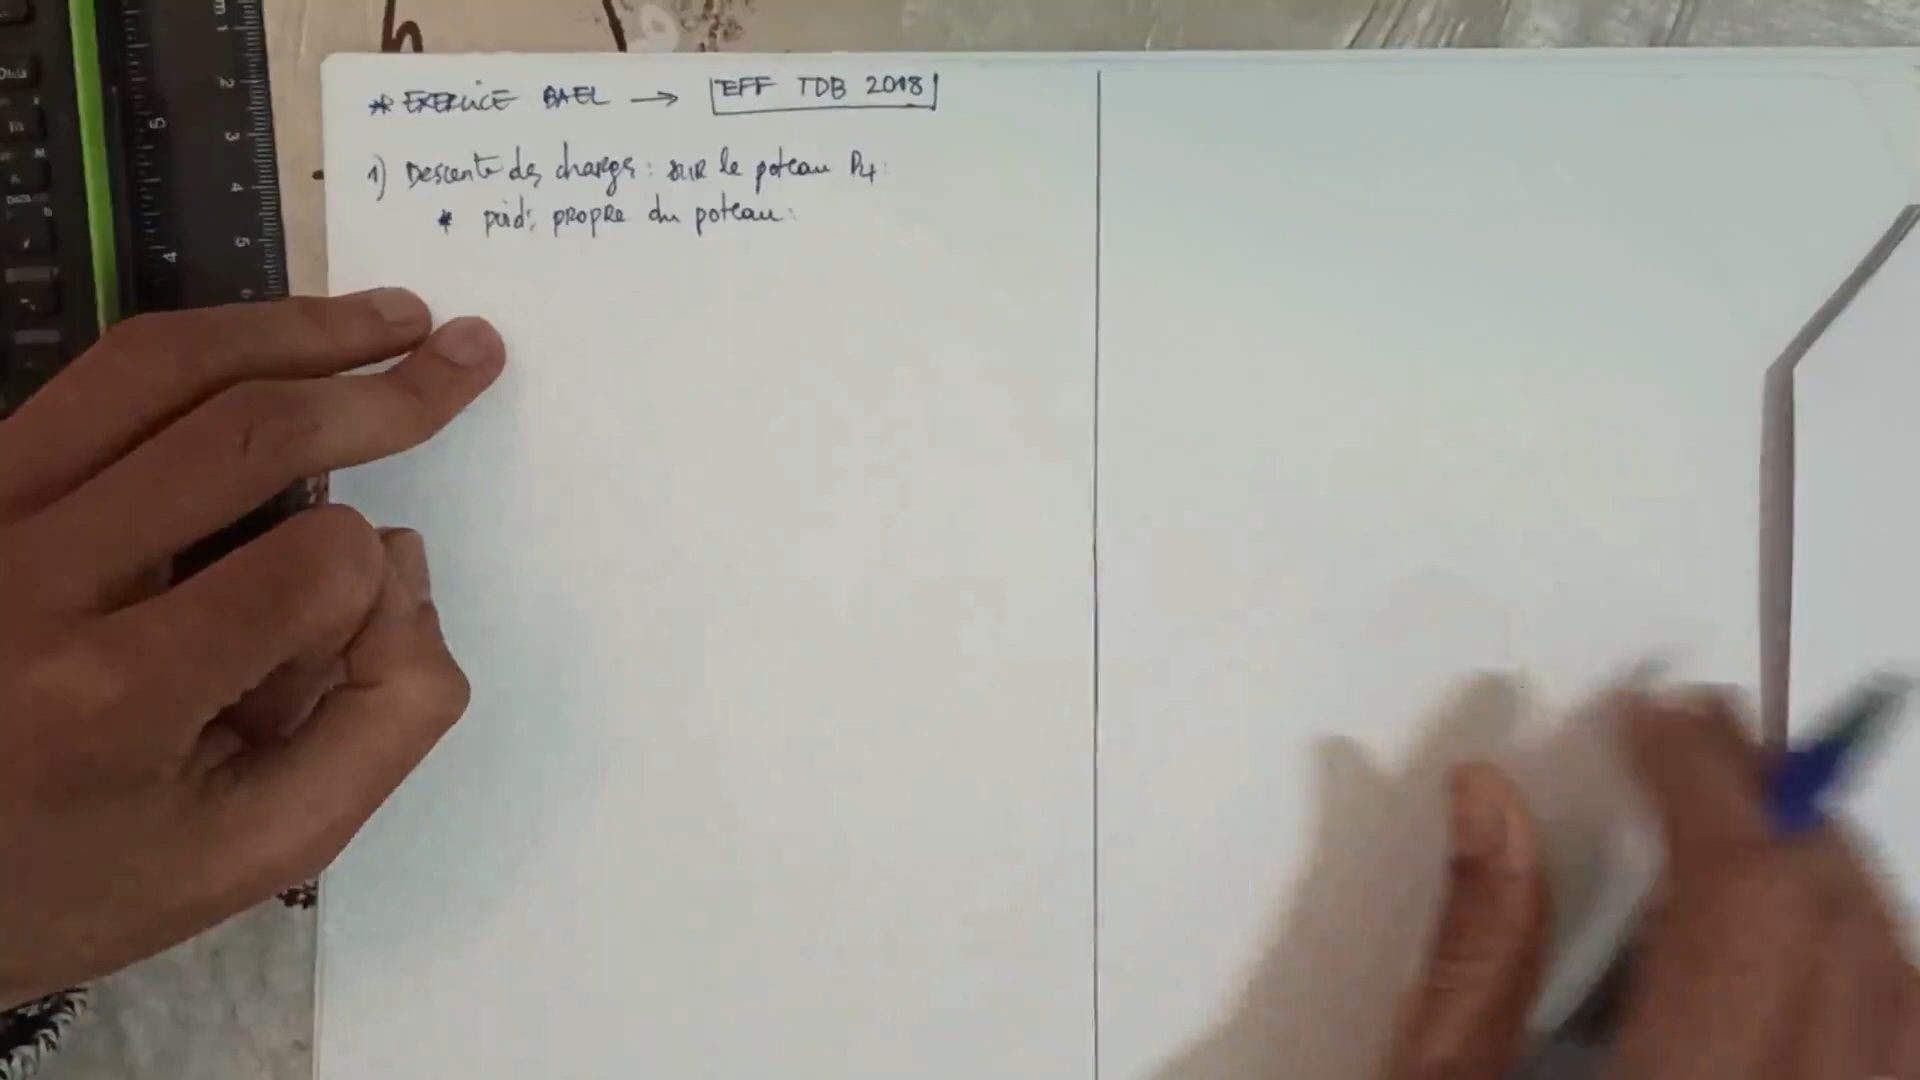 * EXERCICE BAEL → EFF TDB 2018
1) Descente des charges : sur le poteau P4 :
* poids propre du poteau :